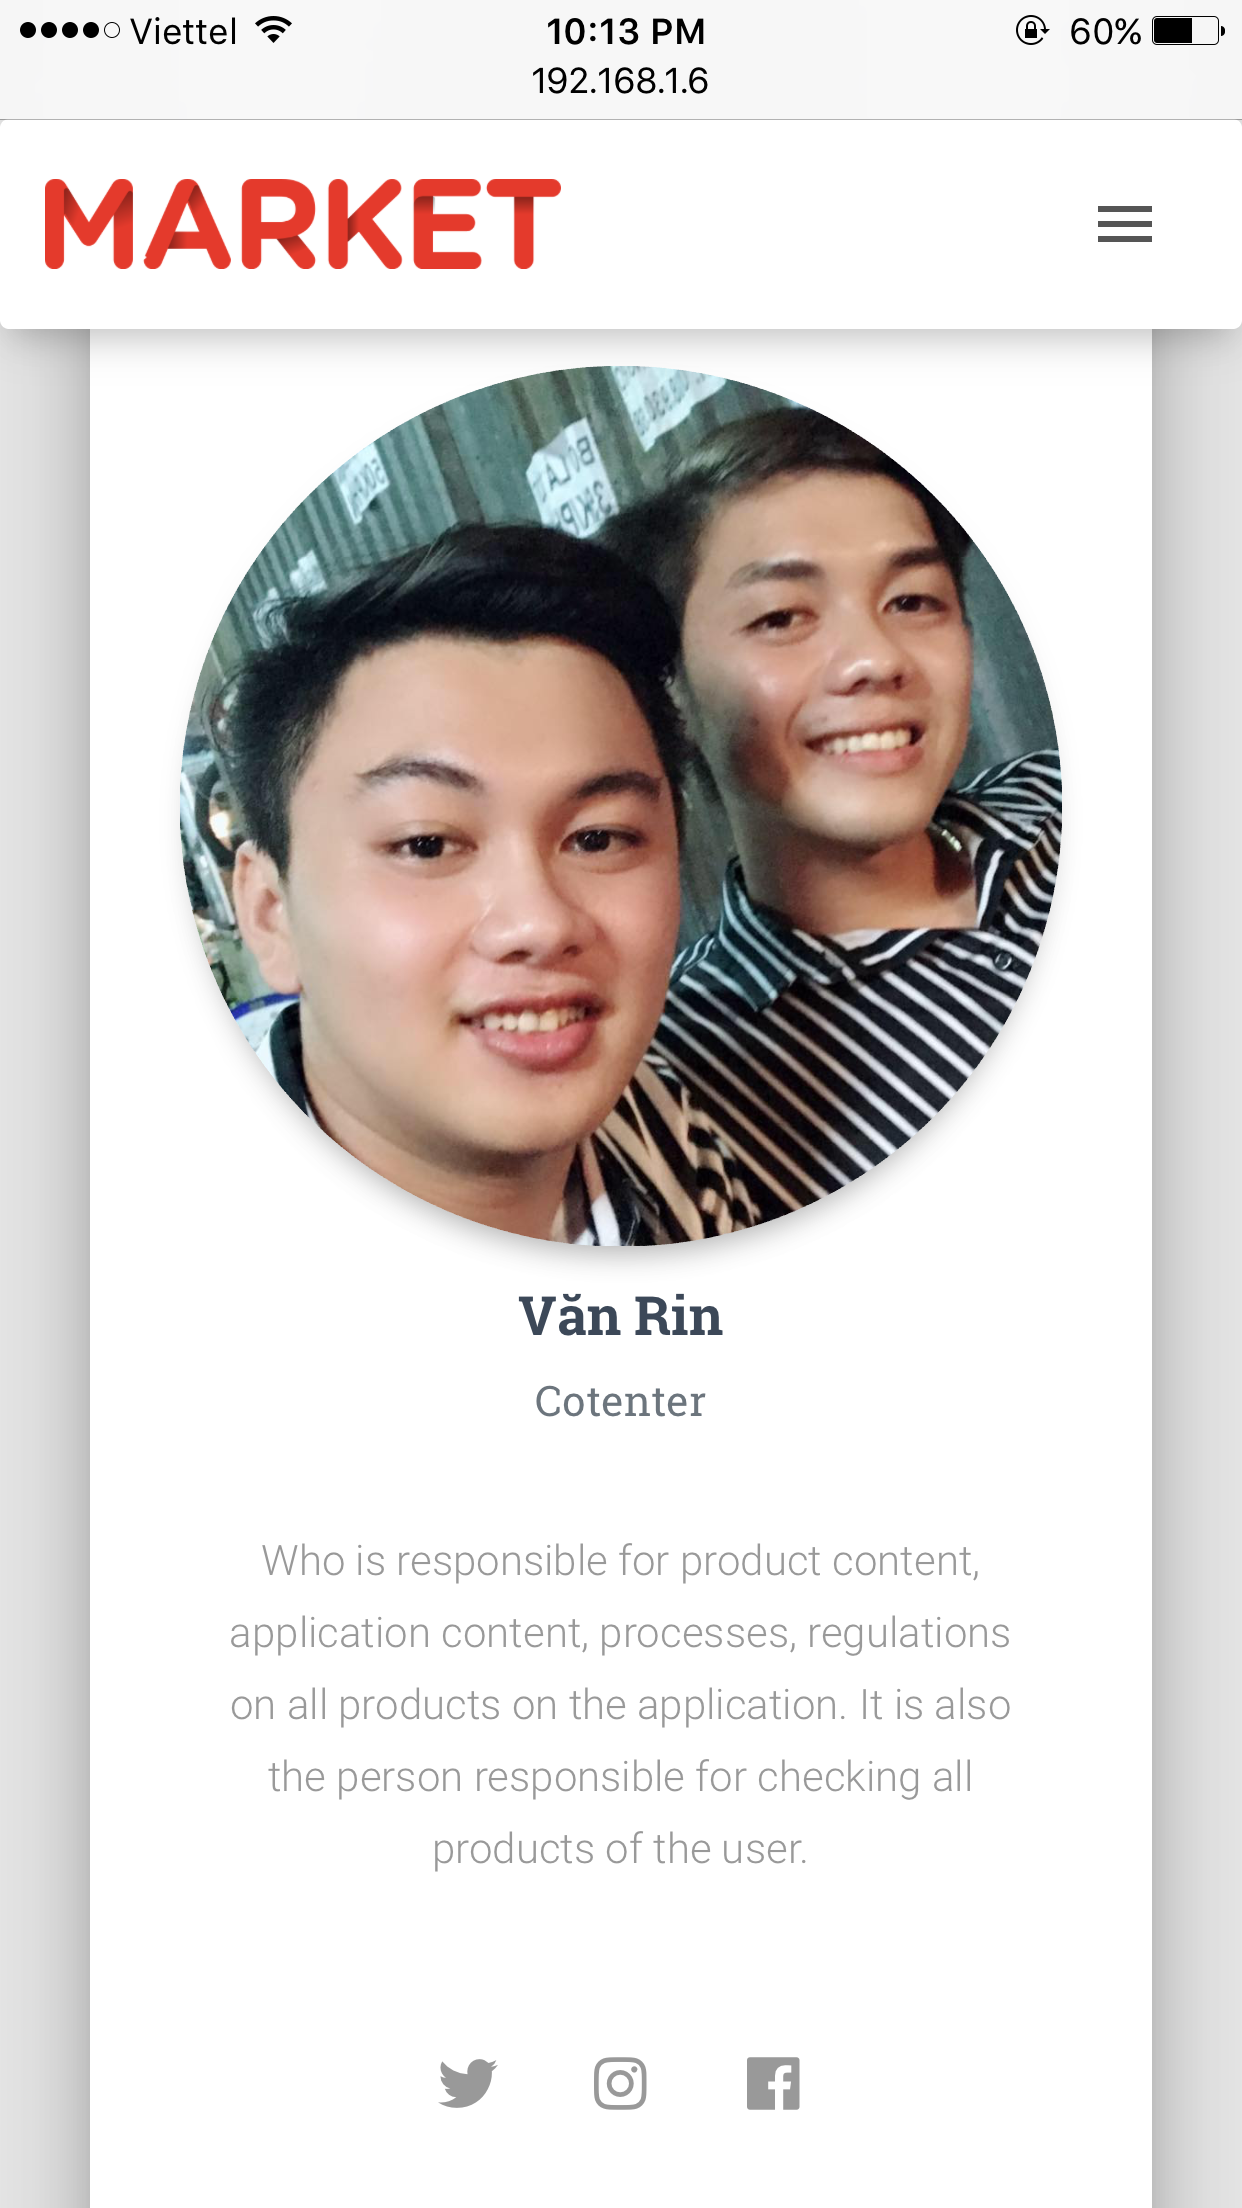 Viettel 10:13 PM 60%
192.168.1.6
MARKET
Văn Rin
Cotenter
Who is responsible for product content,
application content, processes, regulations
on all products on the application. It is also
the person responsible for checking all
products of the user.